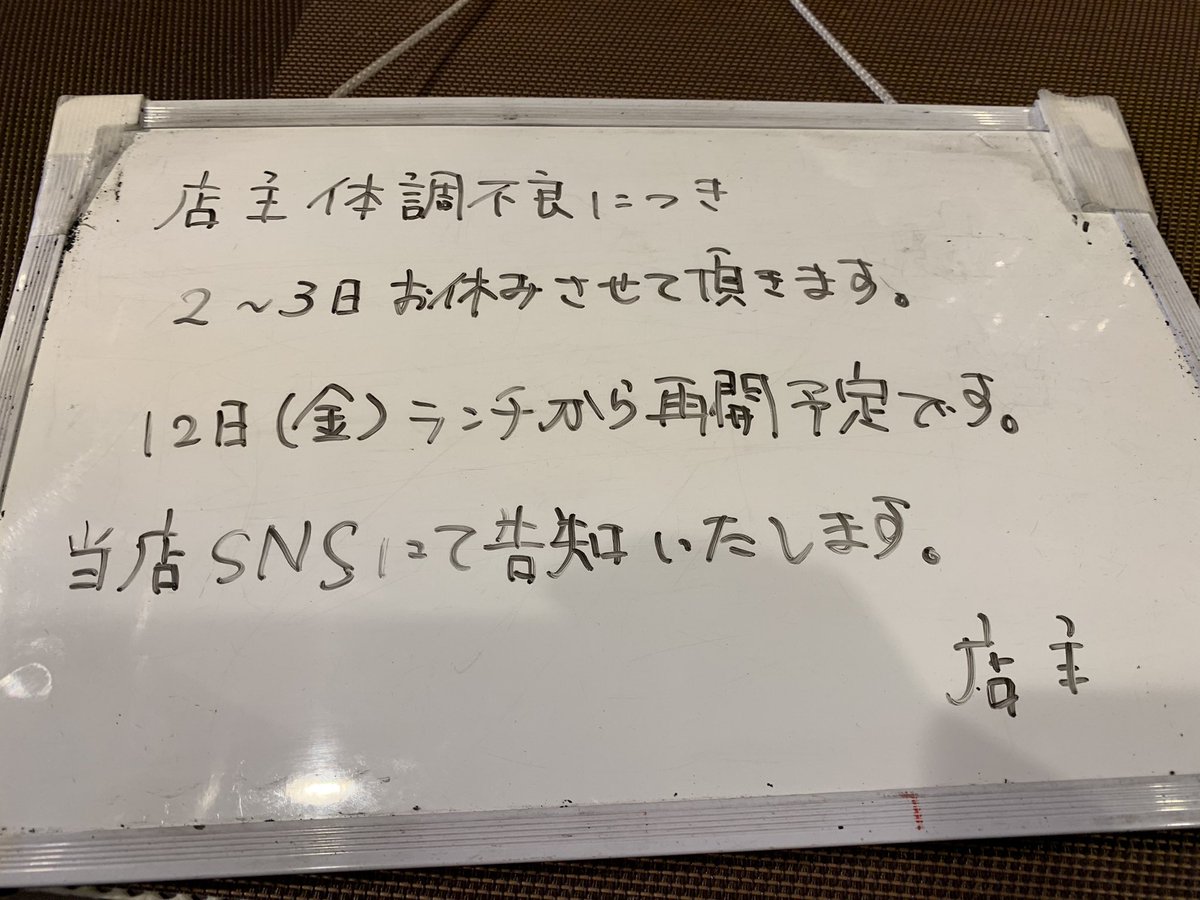 店主体調不良につき
2~3日お休みさせて頂きます。
12日(金)ランチから再開予定です。
当店SNSにて告知いたします。
店主